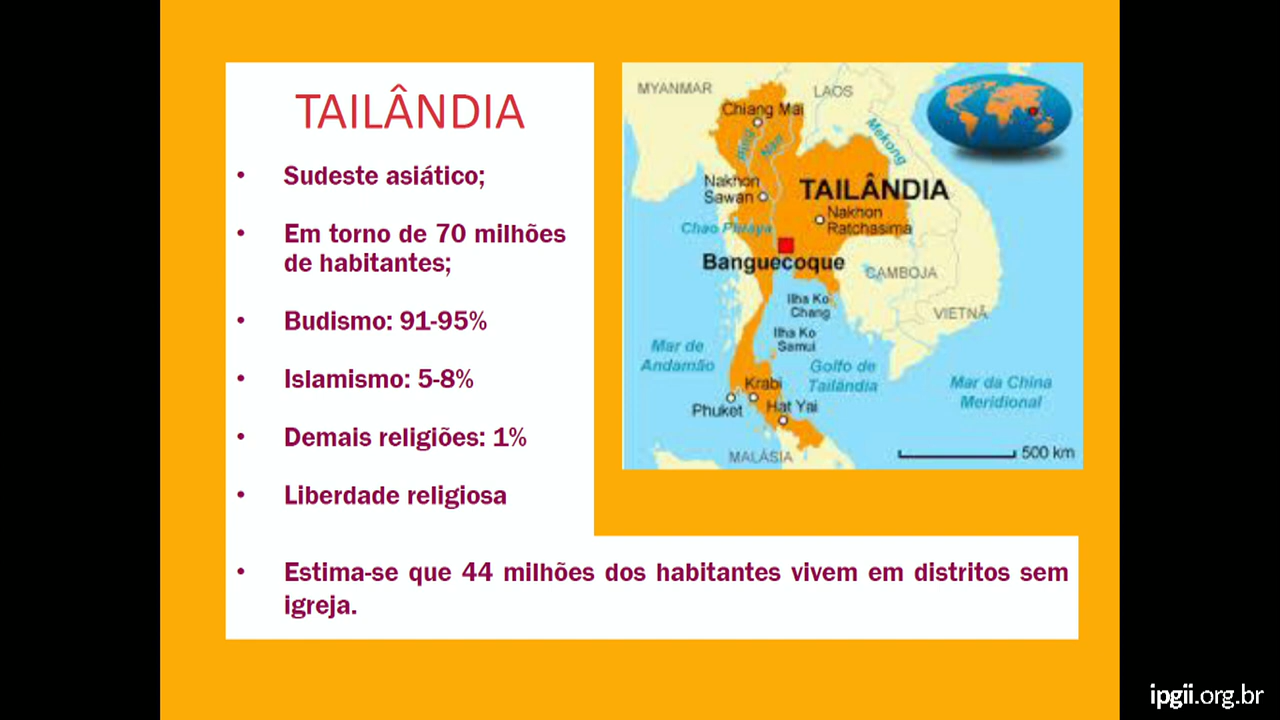 TAILÂNDIA
• Sudeste asiático;
• Em torno de 70 milhões
de habitantes;
• Budismo: 91-95%
• Islamismo: 5-8%
• Demais religiões: 1%
• Liberdade religiosa
• Estima-se que 44 milhões dos habitantes vivem em distritos sem
igreja.
MYANMAR
LAOS
Chiang Mai
Ping
Nan
Mekong
Nakhon
Sawan
TAILÂNDIA
Nakhon
Ratchasima
Chao Phraya
Banguecoque
CAMBOJA
Ilha Ko
Chang
VIETNÃ
Ilha Ko
Samui
Mar de
Andamão
Golfo de
Tailândia
Mar da China
Meridional
Krabi
Phuket
Hat Yai
MALÁSIA
500 km
ipgii.org.br